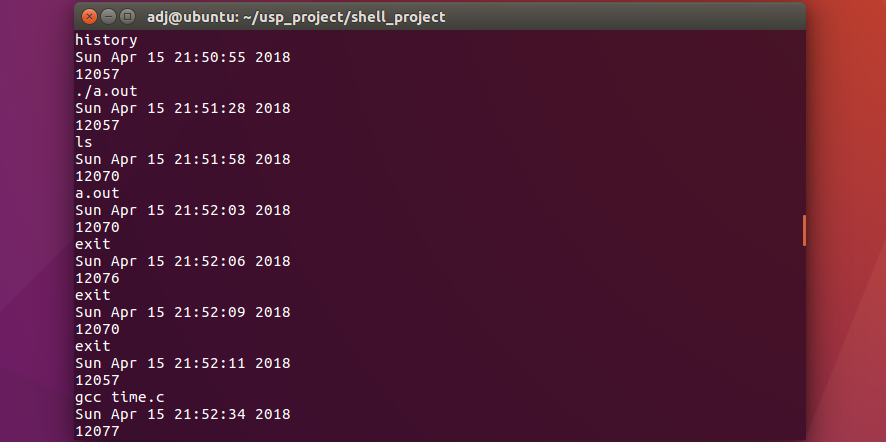 adj@ubuntu: ~/usp_project/shell_project
history
Sun Apr 15 21:50:55 2018
12057
./a.out
Sun Apr 15 21:51:28 2018
12057
ls
Sun Apr 15 21:51:58 2018
12070
a.out
Sun Apr 15 21:52:03 2018
12070
exit
Sun Apr 15 21:52:06 2018
12076
exit
Sun Apr 15 21:52:09 2018
12070
exit
Sun Apr 15 21:52:11 2018
12057
gcc time.c
Sun Apr 15 21:52:34 2018
12077